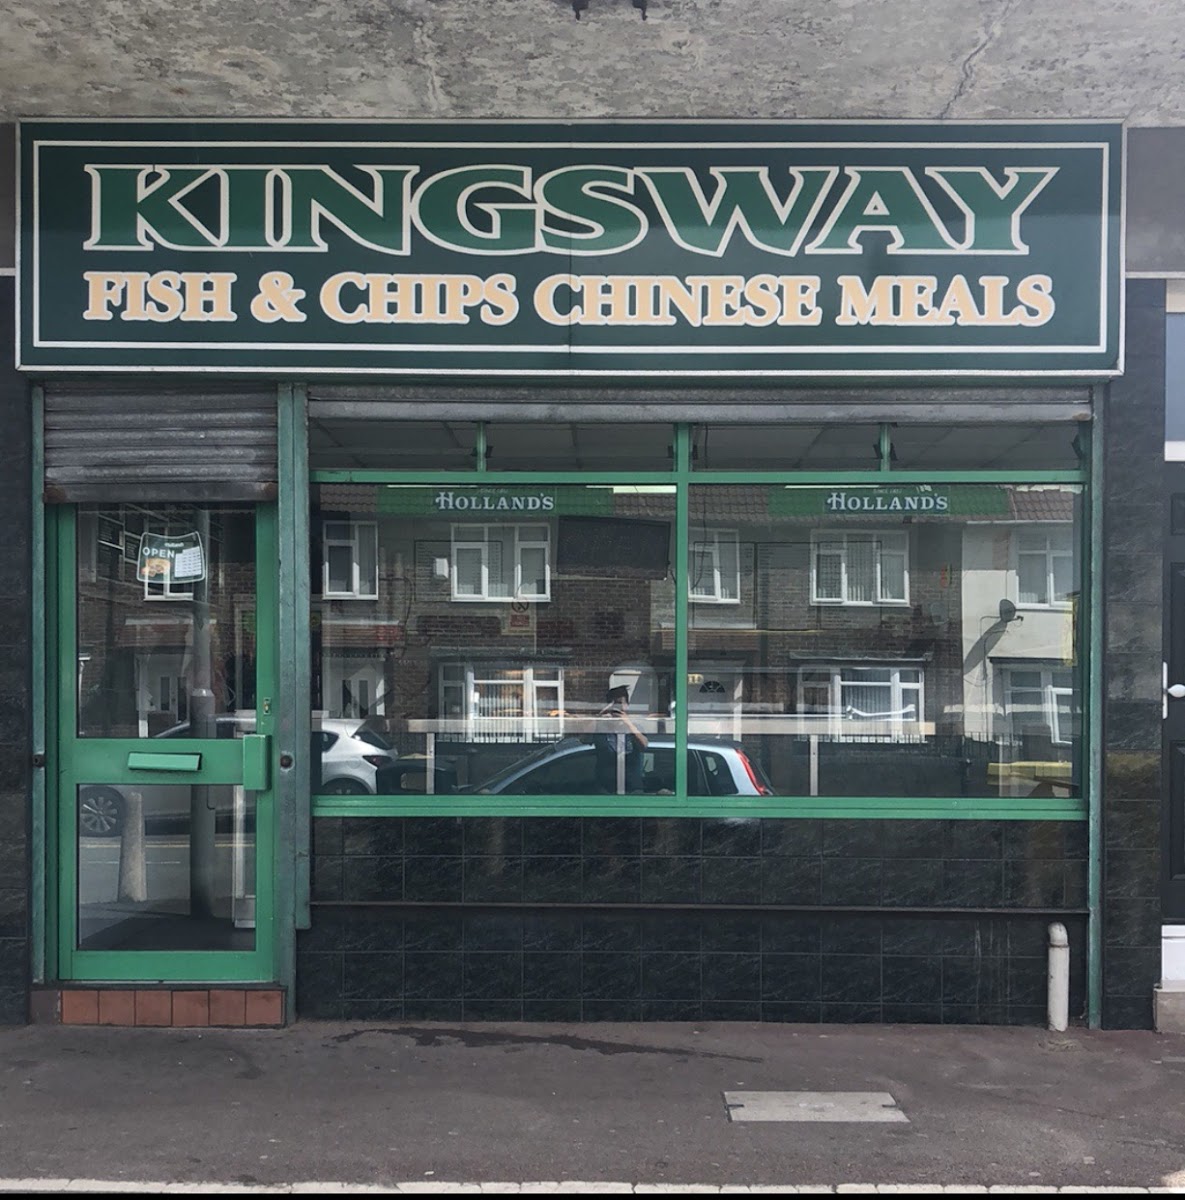 KINGSWAY
FISH & CHIPS CHINESE MEALS
HOLLAND'S
HOLLAND'S
OPEN